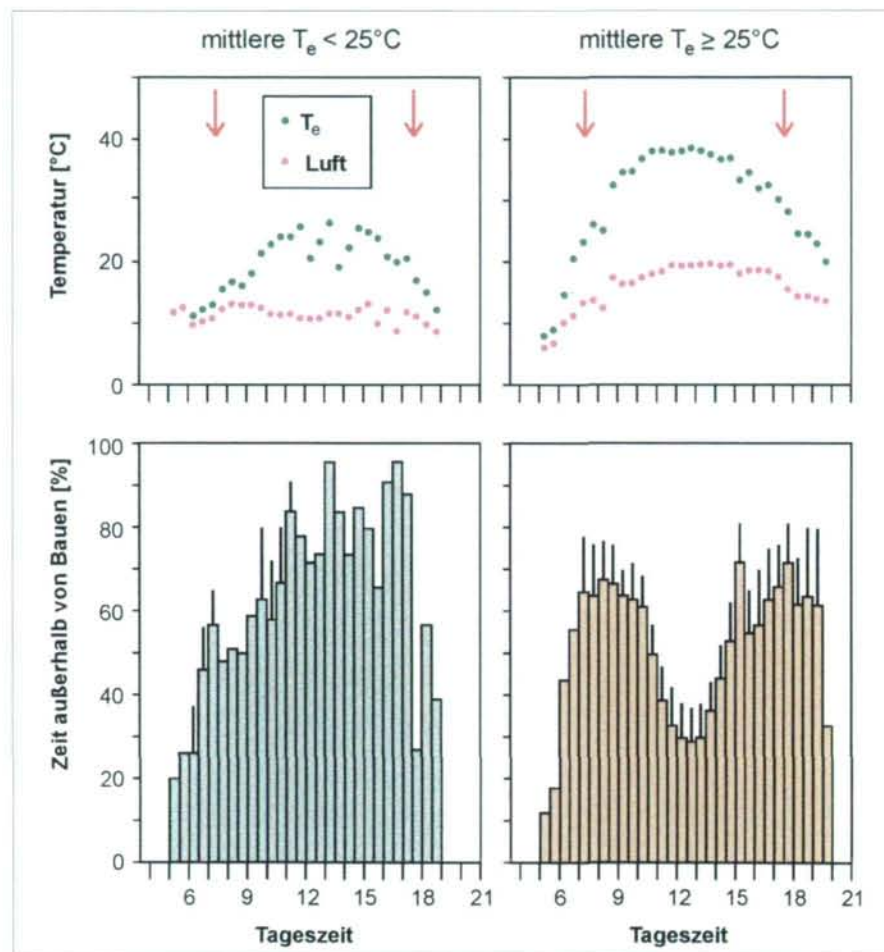 mittlere Te < 25°C
mittlere Te ≥ 25°C
Temperatur [°C]
40
20
0
Te
Luft
Zeit außerhalb von Bauen [%]
100
80
60
40
20
0
6 9 12 15 18 21
6 9 12 15 18 21
Tageszeit
Tageszeit